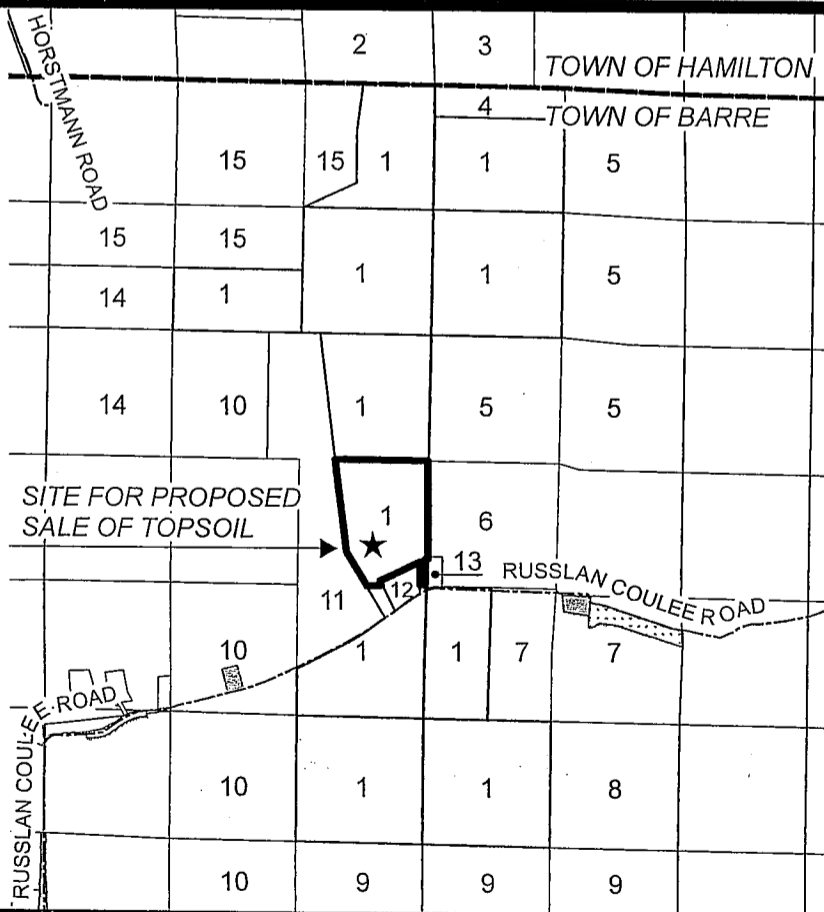 HORSTMANN ROAD
2 3
TOWN OF HAMILTON
4
TOWN OF BARRE
15 15 1 1 5
15 15
1 1 5
14 1
14 10 1 5 5
SITE FOR PROPOSED
SALE OF TOPSOIL
1 6
13
RUSSLAN COULEE ROAD
11 12
10 1 1 7 7
RUSSLAN COULEE ROAD
10 1 1 8
10 9 9 9